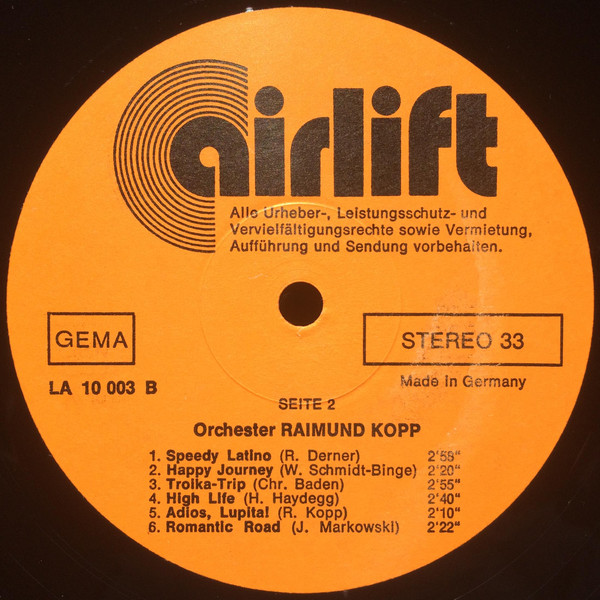 airlift
Alle Urheber-, Leistungsschutz- und
Vervielfältigungsrechte sowie Vermietung,
Aufführung und Sendung vorbehalten.
GEMA
STEREO 33
LA 10 003 B
Made in Germany
SEITE 2
Orchester RAIMUND KOPP
1. Speedy Latino (R. Derner) 2'58"
2. Happy Journey (W. Schmidt-Binge) 2'20"
3. Troika-Trip (Chr. Baden) 2'55"
4. High Life (H. Haydegg) 2'40"
5. Adios, Lupita! (R. Kopp) 2'10"
6. Romantic Road (J. Markowski) 2'22"